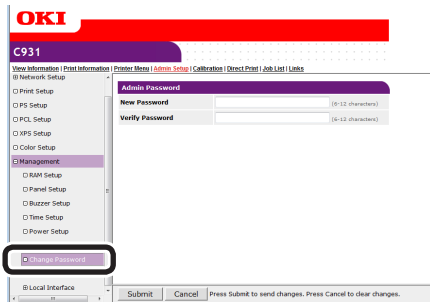 OKI
C931
View Information | Print Information | Printer Menu | Admin Setup | Calibration | Direct Print | Job List | Links
Network Setup
Print Setup
PS Setup
PCL Setup
XPS Setup
Color Setup
Management
RAM Setup
Panel Setup
Buzzer Setup
Time Setup
Power Setup
Change Password
Local Interface
Admin Password
New Password (6-12 characters)
Verify Password (6-12 characters)
Submit Cancel Press Submit to send changes. Press Cancel to clear changes.